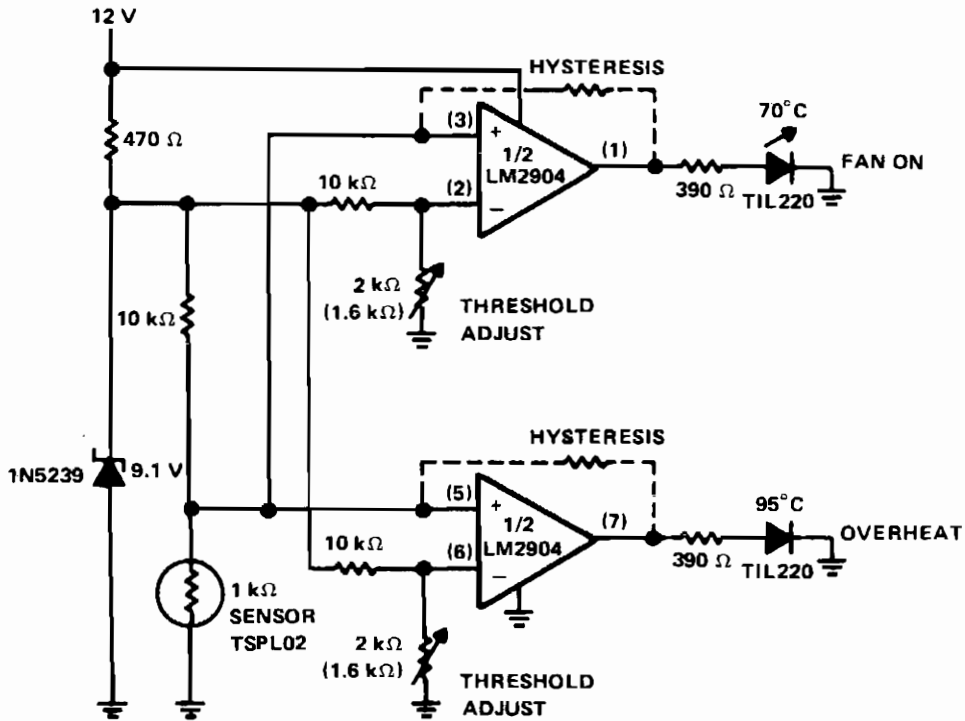 12 V
HYSTERESIS
70°C
470 Ω
(3)
+
1/2
LM2904
(1)
FAN ON
10 kΩ
(2)
−
390 Ω
TIL220
2 kΩ
(1.6 kΩ)
THRESHOLD
ADJUST
10 kΩ
HYSTERESIS
1N5239
9.1 V
(5)
+
1/2
LM2904
(7)
95°C
OVERHEAT
10 kΩ
(6)
−
390 Ω
TIL220
1 kΩ
SENSOR
TSPL02
2 kΩ
(1.6 kΩ)
THRESHOLD
ADJUST